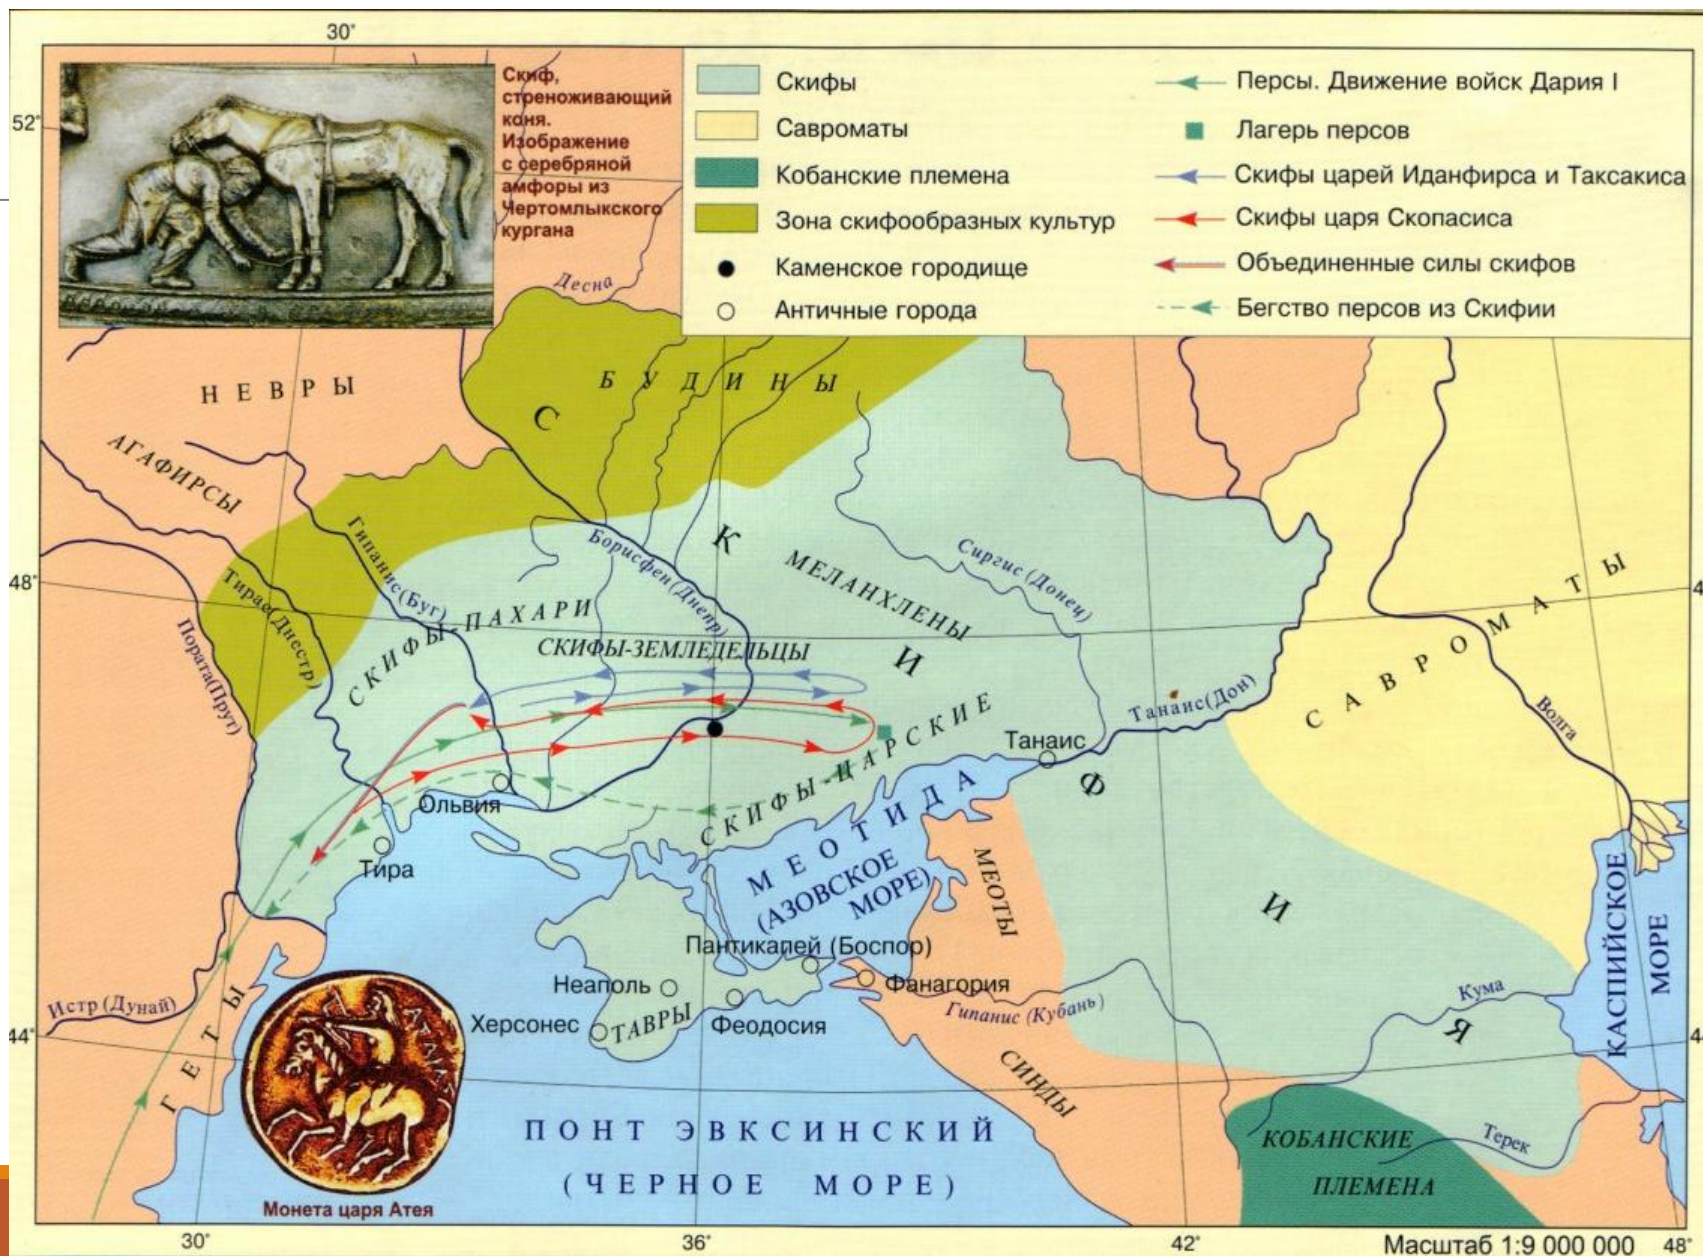 30°
52°
Скиф,
стреноживающий
коня.
Изображение
с серебряной
амфоры из
Чертомлыкского
кургана
Скифы
Савроматы
Кобанские племена
Зона скифообразных культур
Каменское городище
Античные города
Персы. Движение войск Дария I
Лагерь персов
Скифы царей Иданфирса и Таксакиса
Скифы царя Скопасиса
Объединенные силы скифов
Бегство персов из Скифии
Десна
НЕВРЫ
БУДИНЫ
АГАФИРСЫ
СКИФИЯ
Гипанис (Буг)
Борисфен (Днепр)
Сиргис (Донец)
МЕЛАНХЛЕНЫ
48°
Тирас (Днестр)
Пората (Прут)
СКИФЫ-ПАХАРИ
СКИФЫ-ЗЕМЛЕДЕЛЬЦЫ
САВРОМАТЫ
Волга
Танаис (Дон)
Танаис
СКИФЫ-ЦАРСКИЕ
Ольвия
Тира
МЕОТИДА
(АЗОВСКОЕ
МОРЕ)
МЕОТЫ
КАСПИЙСКОЕ
МОРЕ
Пантикапей (Боспор)
Неаполь
Фанагория
Херсонес
ТАВРЫ
Феодосия
Гипанис (Кубань)
Кума
Истр (Дунай)
44°
ГЕТЫ
СИНДЫ
ПОНТ ЭВКСИНСКИЙ
(ЧЕРНОЕ МОРЕ)
КОБАНСКИЕ
ПЛЕМЕНА
Терек
Монета царя Атея
30°
36°
42°
Масштаб 1:9 000 000
48°